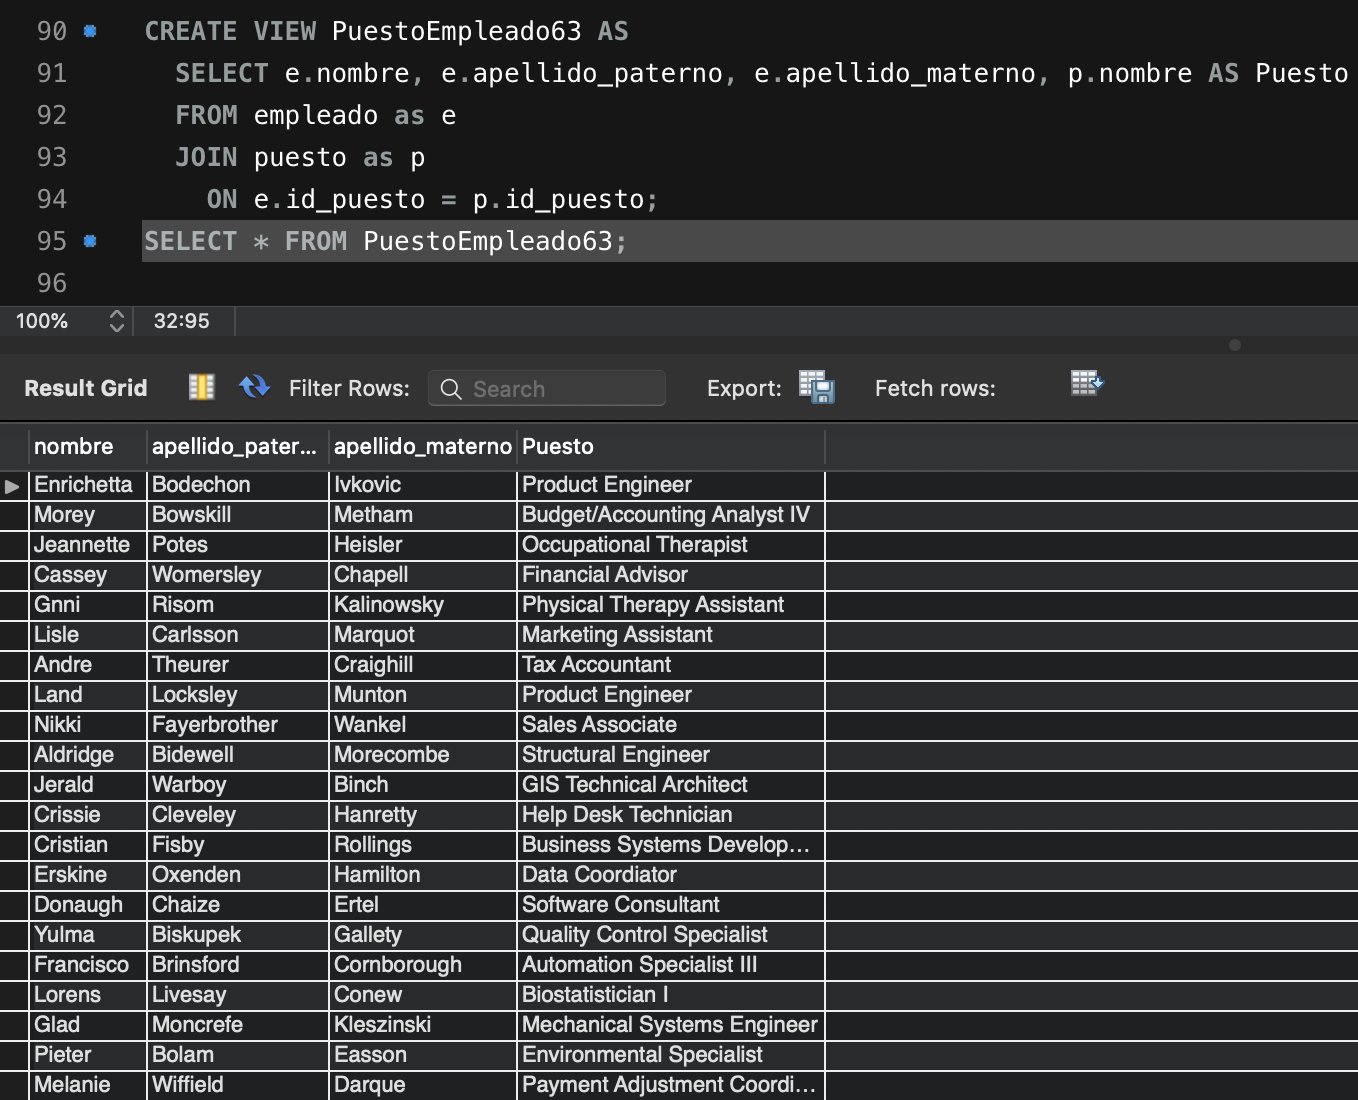 90 CREATE VIEW PuestoEmpleado63 AS
91 SELECT e.nombre, e.apellido_paterno, e.apellido_materno, p.nombre AS Puesto
92 FROM empleado as e
93 JOIN puesto as p
94 ON e.id_puesto = p.id_puesto;
95 SELECT * FROM PuestoEmpleado63;
96
100% 32:95
Result Grid Filter Rows: Search Export: Fetch rows:
nombre apellido_pater... apellido_materno Puesto
Enrichetta Bodechon Ivkovic Product Engineer
Morey Bowskill Metham Budget/Accounting Analyst IV
Jeannette Potes Heisler Occupational Therapist
Cassey Womersley Chapell Financial Advisor
Gnni Risom Kalinowsky Physical Therapy Assistant
Lisle Carlsson Marquot Marketing Assistant
Andre Theurer Craighill Tax Accountant
Land Locksley Munton Product Engineer
Nikki Fayerbrother Wankel Sales Associate
Aldridge Bidewell Morecombe Structural Engineer
Jerald Warboy Binch GIS Technical Architect
Crissie Cleveley Hanretty Help Desk Technician
Cristian Fisby Rollings Business Systems Develop...
Erskine Oxenden Hamilton Data Coordiator
Donaugh Chaize Ertel Software Consultant
Yulma Biskupek Gallety Quality Control Specialist
Francisco Brinsford Cornborough Automation Specialist III
Lorens Livesay Conew Biostatistician I
Glad Moncrefe Kleszinski Mechanical Systems Engineer
Pieter Bolam Easson Environmental Specialist
Melanie Wiffield Darque Payment Adjustment Coordi...